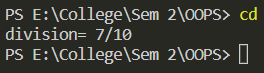 PS E:\College\Sem 2\OOPS> cd
division= 7/10
PS E:\College\Sem 2\OOPS>